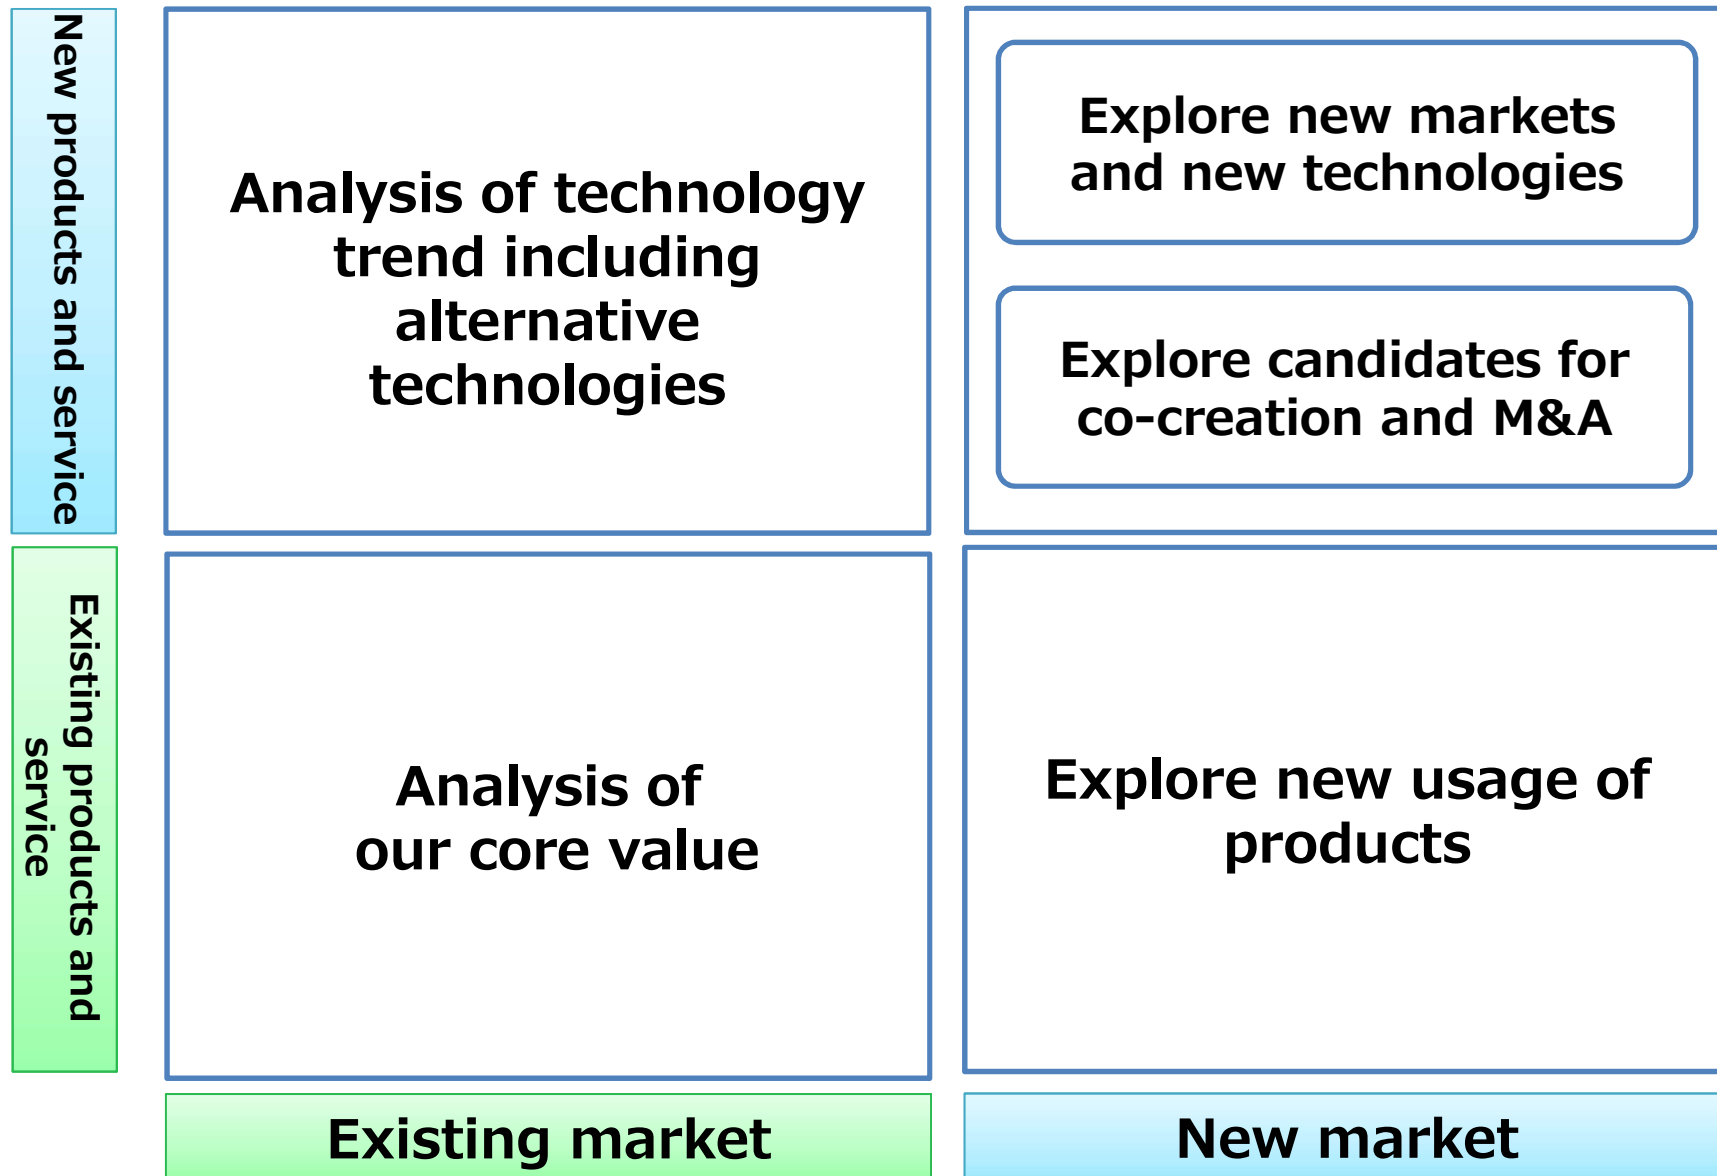 New products and service
Analysis of technology
trend including
alternative
technologies
Explore new markets
and new technologies
Explore candidates for
co-creation and M&A
Existing products and
service
Analysis of
our core value
Explore new usage of
products
Existing market
New market